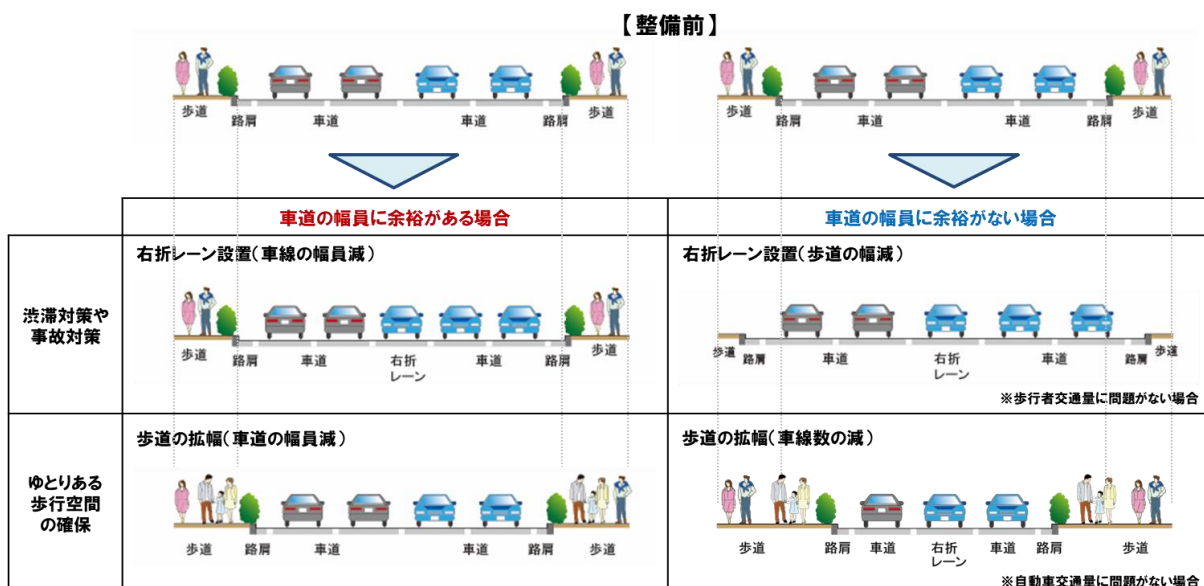 【整備前】
歩道 路肩 車道 車道 路肩 歩道
歩道 路肩 車道 車道 路肩 歩道
車道の幅員に余裕がある場合
車道の幅員に余裕がない場合
渋滞対策や
事故対策
右折レーン設置(車線の幅員減)
歩道 路肩 車道 右折 車道 路肩 歩道
レーン
右折レーン設置(歩道の幅減)
歩道 路肩 車道 右折 車道 路肩 歩道
レーン
※歩行者交通量に問題がない場合
ゆとりある
歩行空間
の確保
歩道の拡幅(車道の幅員減)
歩道 路肩 車道 車道 路肩 歩道
歩道の拡幅(車線数の減)
歩道 路肩 車道 右折 車道 路肩 歩道
レーン
※自動車交通量に問題がない場合